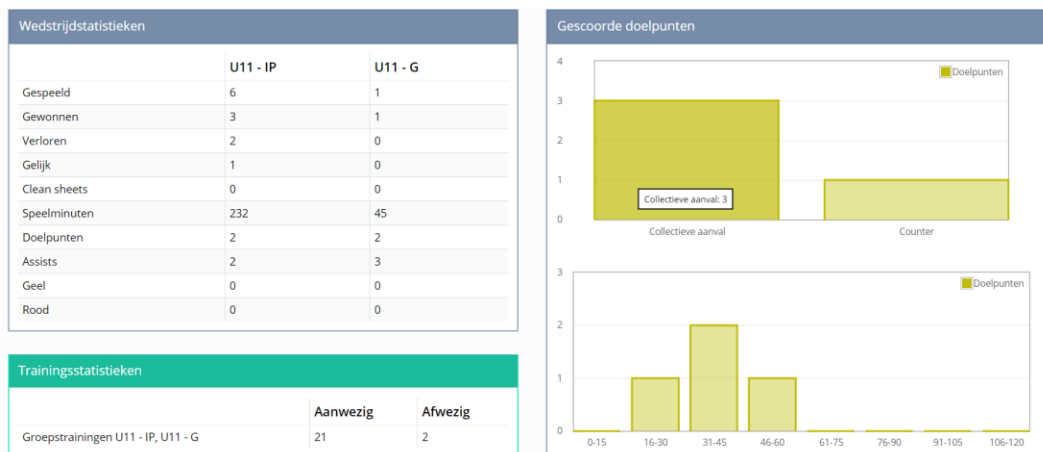 Wedstrijdstatistieken
U11 - IP U11 - G
Gespeeld 6 1
Gewonnen 3 1
Verloren 2 0
Gelijk 1 0
Clean sheets 0 0
Speelminuten 232 45
Doelpunten 2 2
Assists 2 3
Geel 0 0
Rood 0 0
Trainingsstatistieken
Aanwezig Afwezig
Groepstrainingen U11 - IP, U11 - G 21 2
Gescoorde doelpunten
4
Doelpunten
3
2
1
Collectieve aanval: 3
0
Collectieve aanval Counter
3
Doelpunten
2
1
0
0-15 16-30 31-45 46-60 61-75 76-90 91-105 106-120